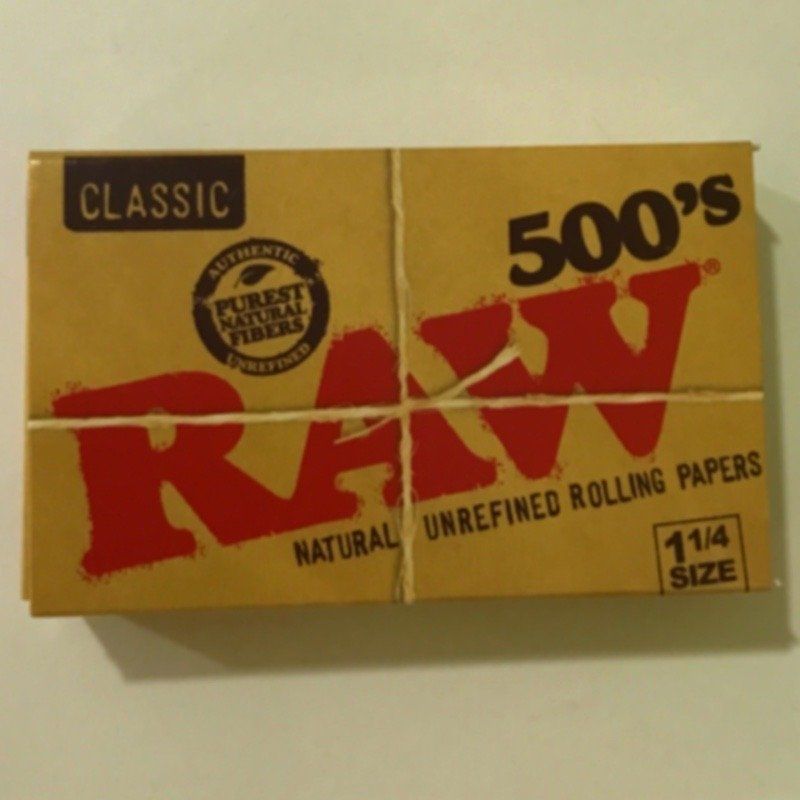 CLASSIC
500's
AUTHENTIC
PUREST
NATURAL
FIBERS
UNREFINED
RAW®
NATURAL UNREFINED ROLLING PAPERS
1 1/4
SIZE